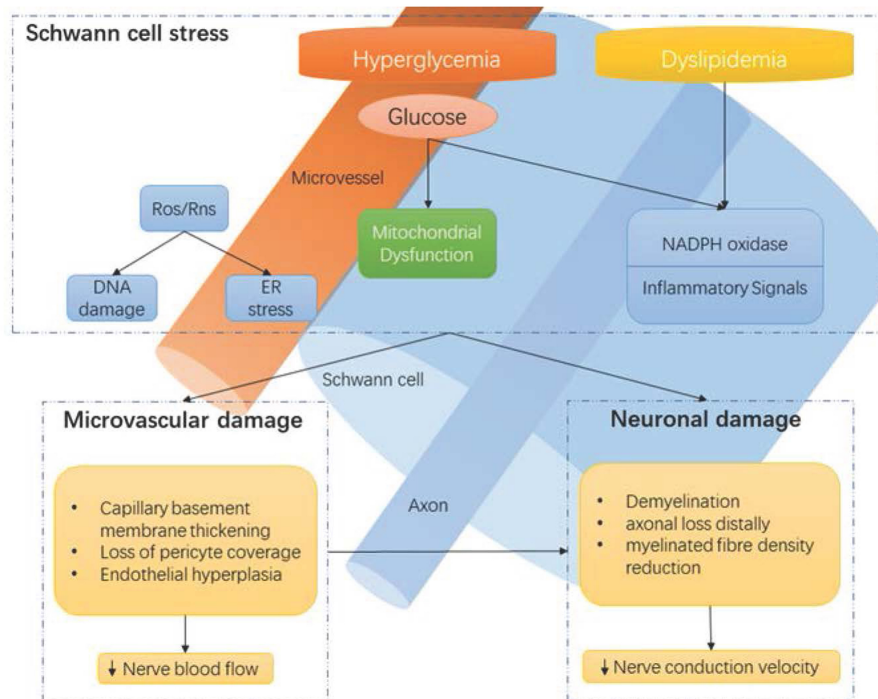 Schwann cell stress
Hyperglycemia
Dyslipidemia
Glucose
Microvessel
Ros/Rns
Mitochondrial
Dysfunction
NADPH oxidase
DNA
damage
ER
stress
Inflammatory Signals
Schwann cell
Microvascular damage
Neuronal damage
• Capillary basement
membrane thickening
• Loss of pericyte coverage
• Endothelial hyperplasia
Axon
• Demyelination
• axonal loss distally
• myelinated fibre density
reduction
↓ Nerve blood flow
↓ Nerve conduction velocity